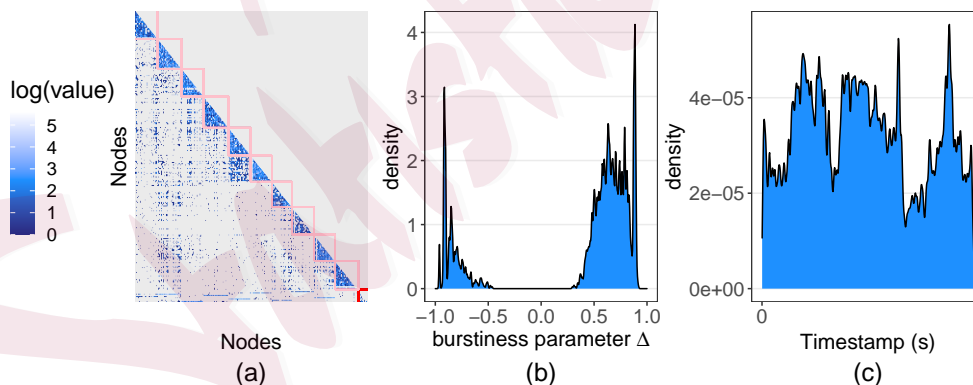 log(value)
5
4
3
2
1
0
Nodes
Nodes
(a)
density
4
3
2
1
0
−1.0 −0.5 0.0 0.5 1.0
burstiness parameter Δ
(b)
density
4e−05
2e−05
0e+00
0
Timestamp (s)
(c)